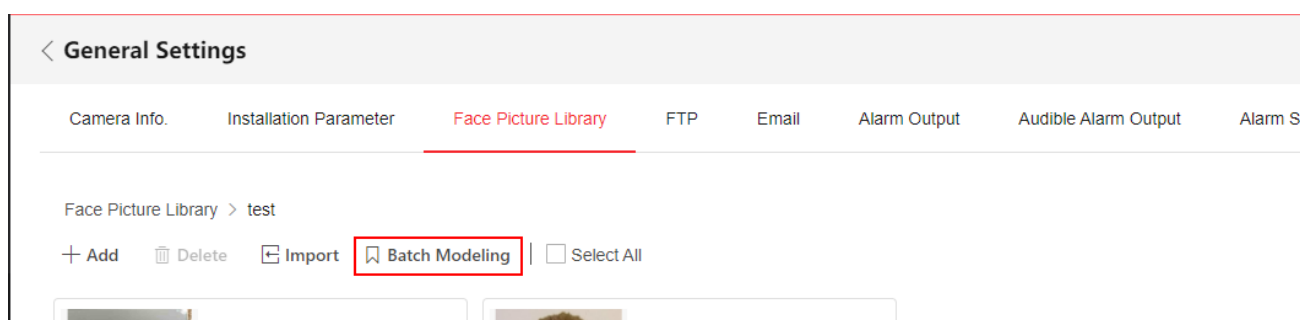 General Settings
Camera Info. Installation Parameter Face Picture Library FTP Email Alarm Output Audible Alarm Output Alarm S
Face Picture Library > test
Add Delete Import Batch Modeling Select All